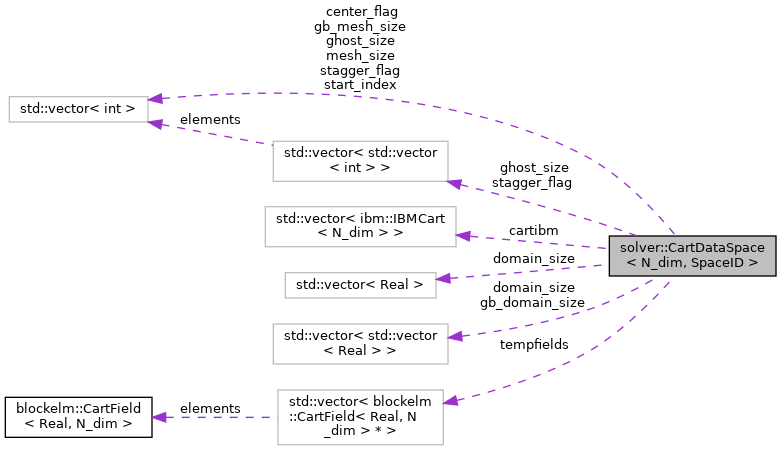 center_flag
gb_mesh_size
ghost_size
mesh_size
stagger_flag
start_index
std::vector< int >
elements
std::vector< std::vector
< int > >
ghost_size
stagger_flag
std::vector< ibm::IBMCart
< N_dim > >
cartibm
solver::CartDataSpace
< N_dim, SpaceID >
domain_size
std::vector< Real >
domain_size
gb_domain_size
std::vector< std::vector
< Real > >
tempfields
blockelm::CartField
< Real, N_dim >
elements
std::vector< blockelm
::CartField< Real, N
_dim > * >